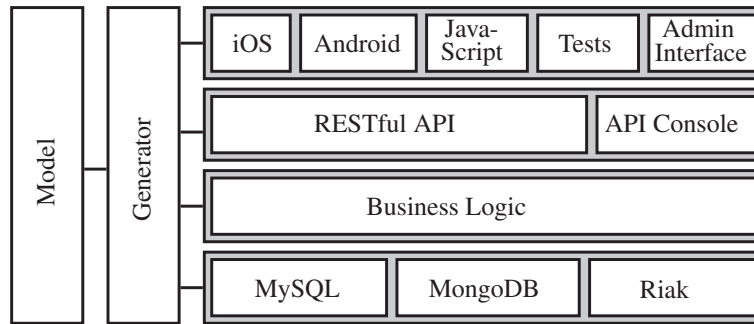 Model
Generator
iOS
Android
Java-
Script
Tests
Admin
Interface
RESTful API
API Console
Business Logic
MySQL
MongoDB
Riak